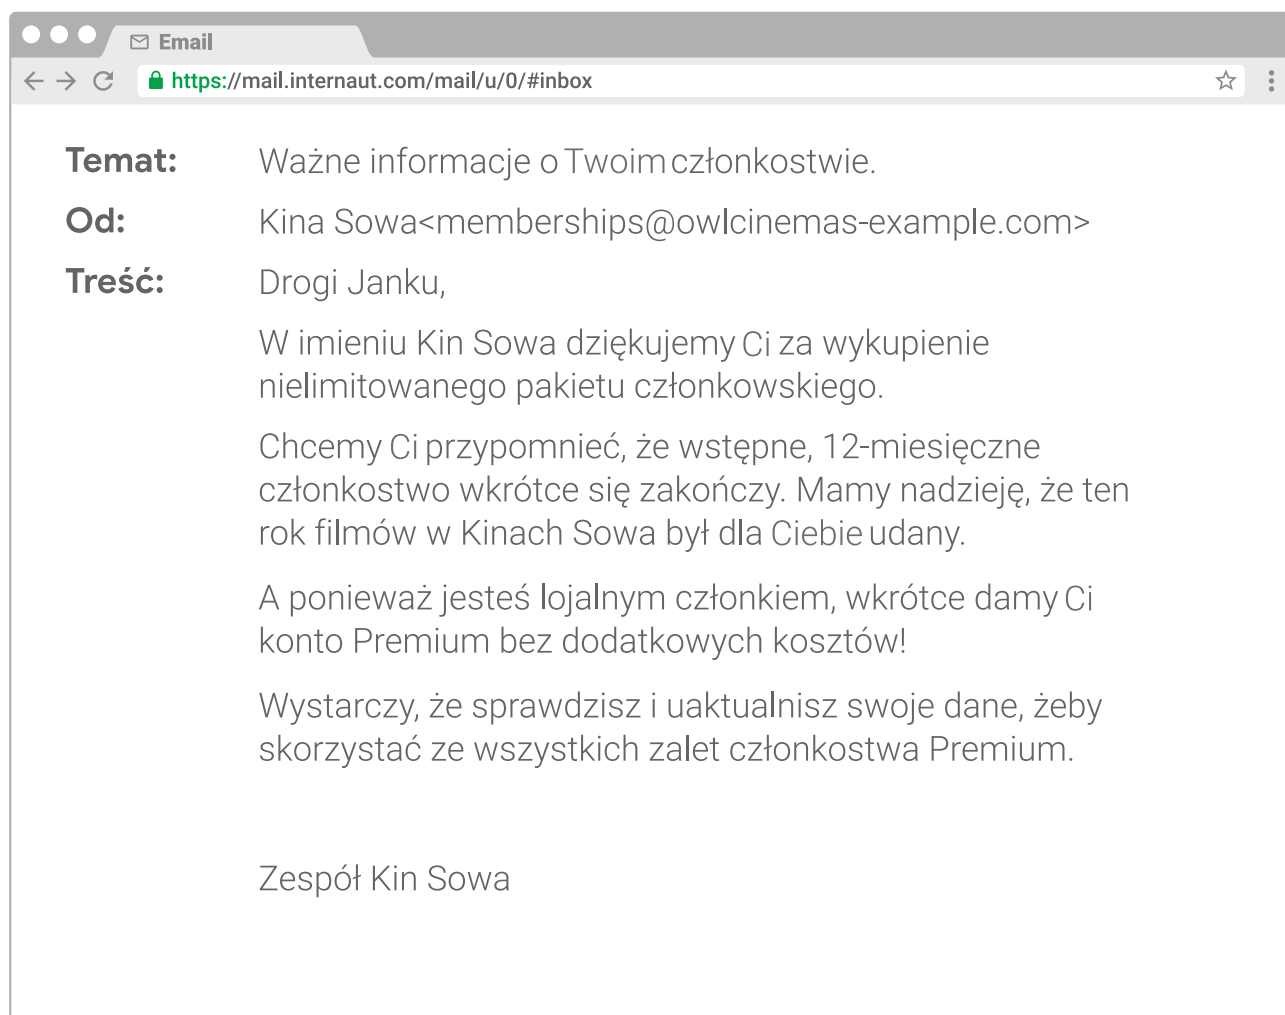 Email
https://mail.internaut.com/mail/u/0/#inbox
Temat: Ważne informacje o Twoim członkostwie.
Od: Kina Sowa<memberships@owlcinemas-example.com>
Treść: Drogi Janku,
W imieniu Kin Sowa dziękujemy Ci za wykupienie
nielimitowanego pakietu członkowskiego.
Chcemy Ci przypomnieć, że wstępne, 12-miesięczne
członkostwo wkrótce się zakończy. Mamy nadzieję, że ten
rok filmów w Kinach Sowa był dla Ciebie udany.
A ponieważ jesteś lojalnym członkiem, wkrótce damy Ci
konto Premium bez dodatkowych kosztów!
Wystarczy, że sprawdzisz i uaktualnisz swoje dane, żeby
skorzystać ze wszystkich zalet członkostwa Premium.
Zespół Kin Sowa